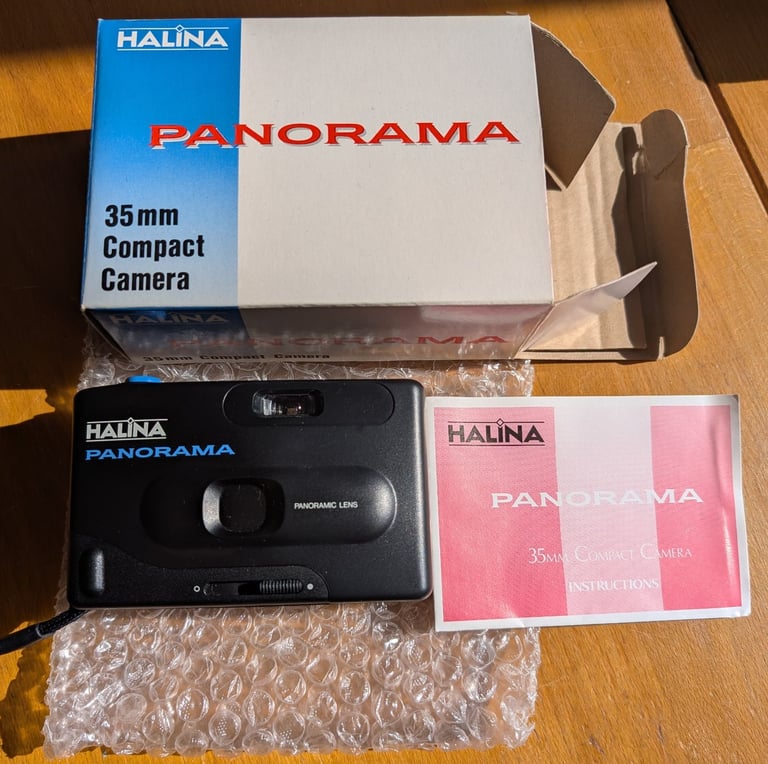 HALINA
PANORAMA
35mm
Compact
Camera
HALINA
PANORAMA
35mm Compact Camera
HALINA
PANORAMA
PANORAMIC LENS
HALINA
PANORAMA
35MM COMPACT CAMERA
INSTRUCTIONS